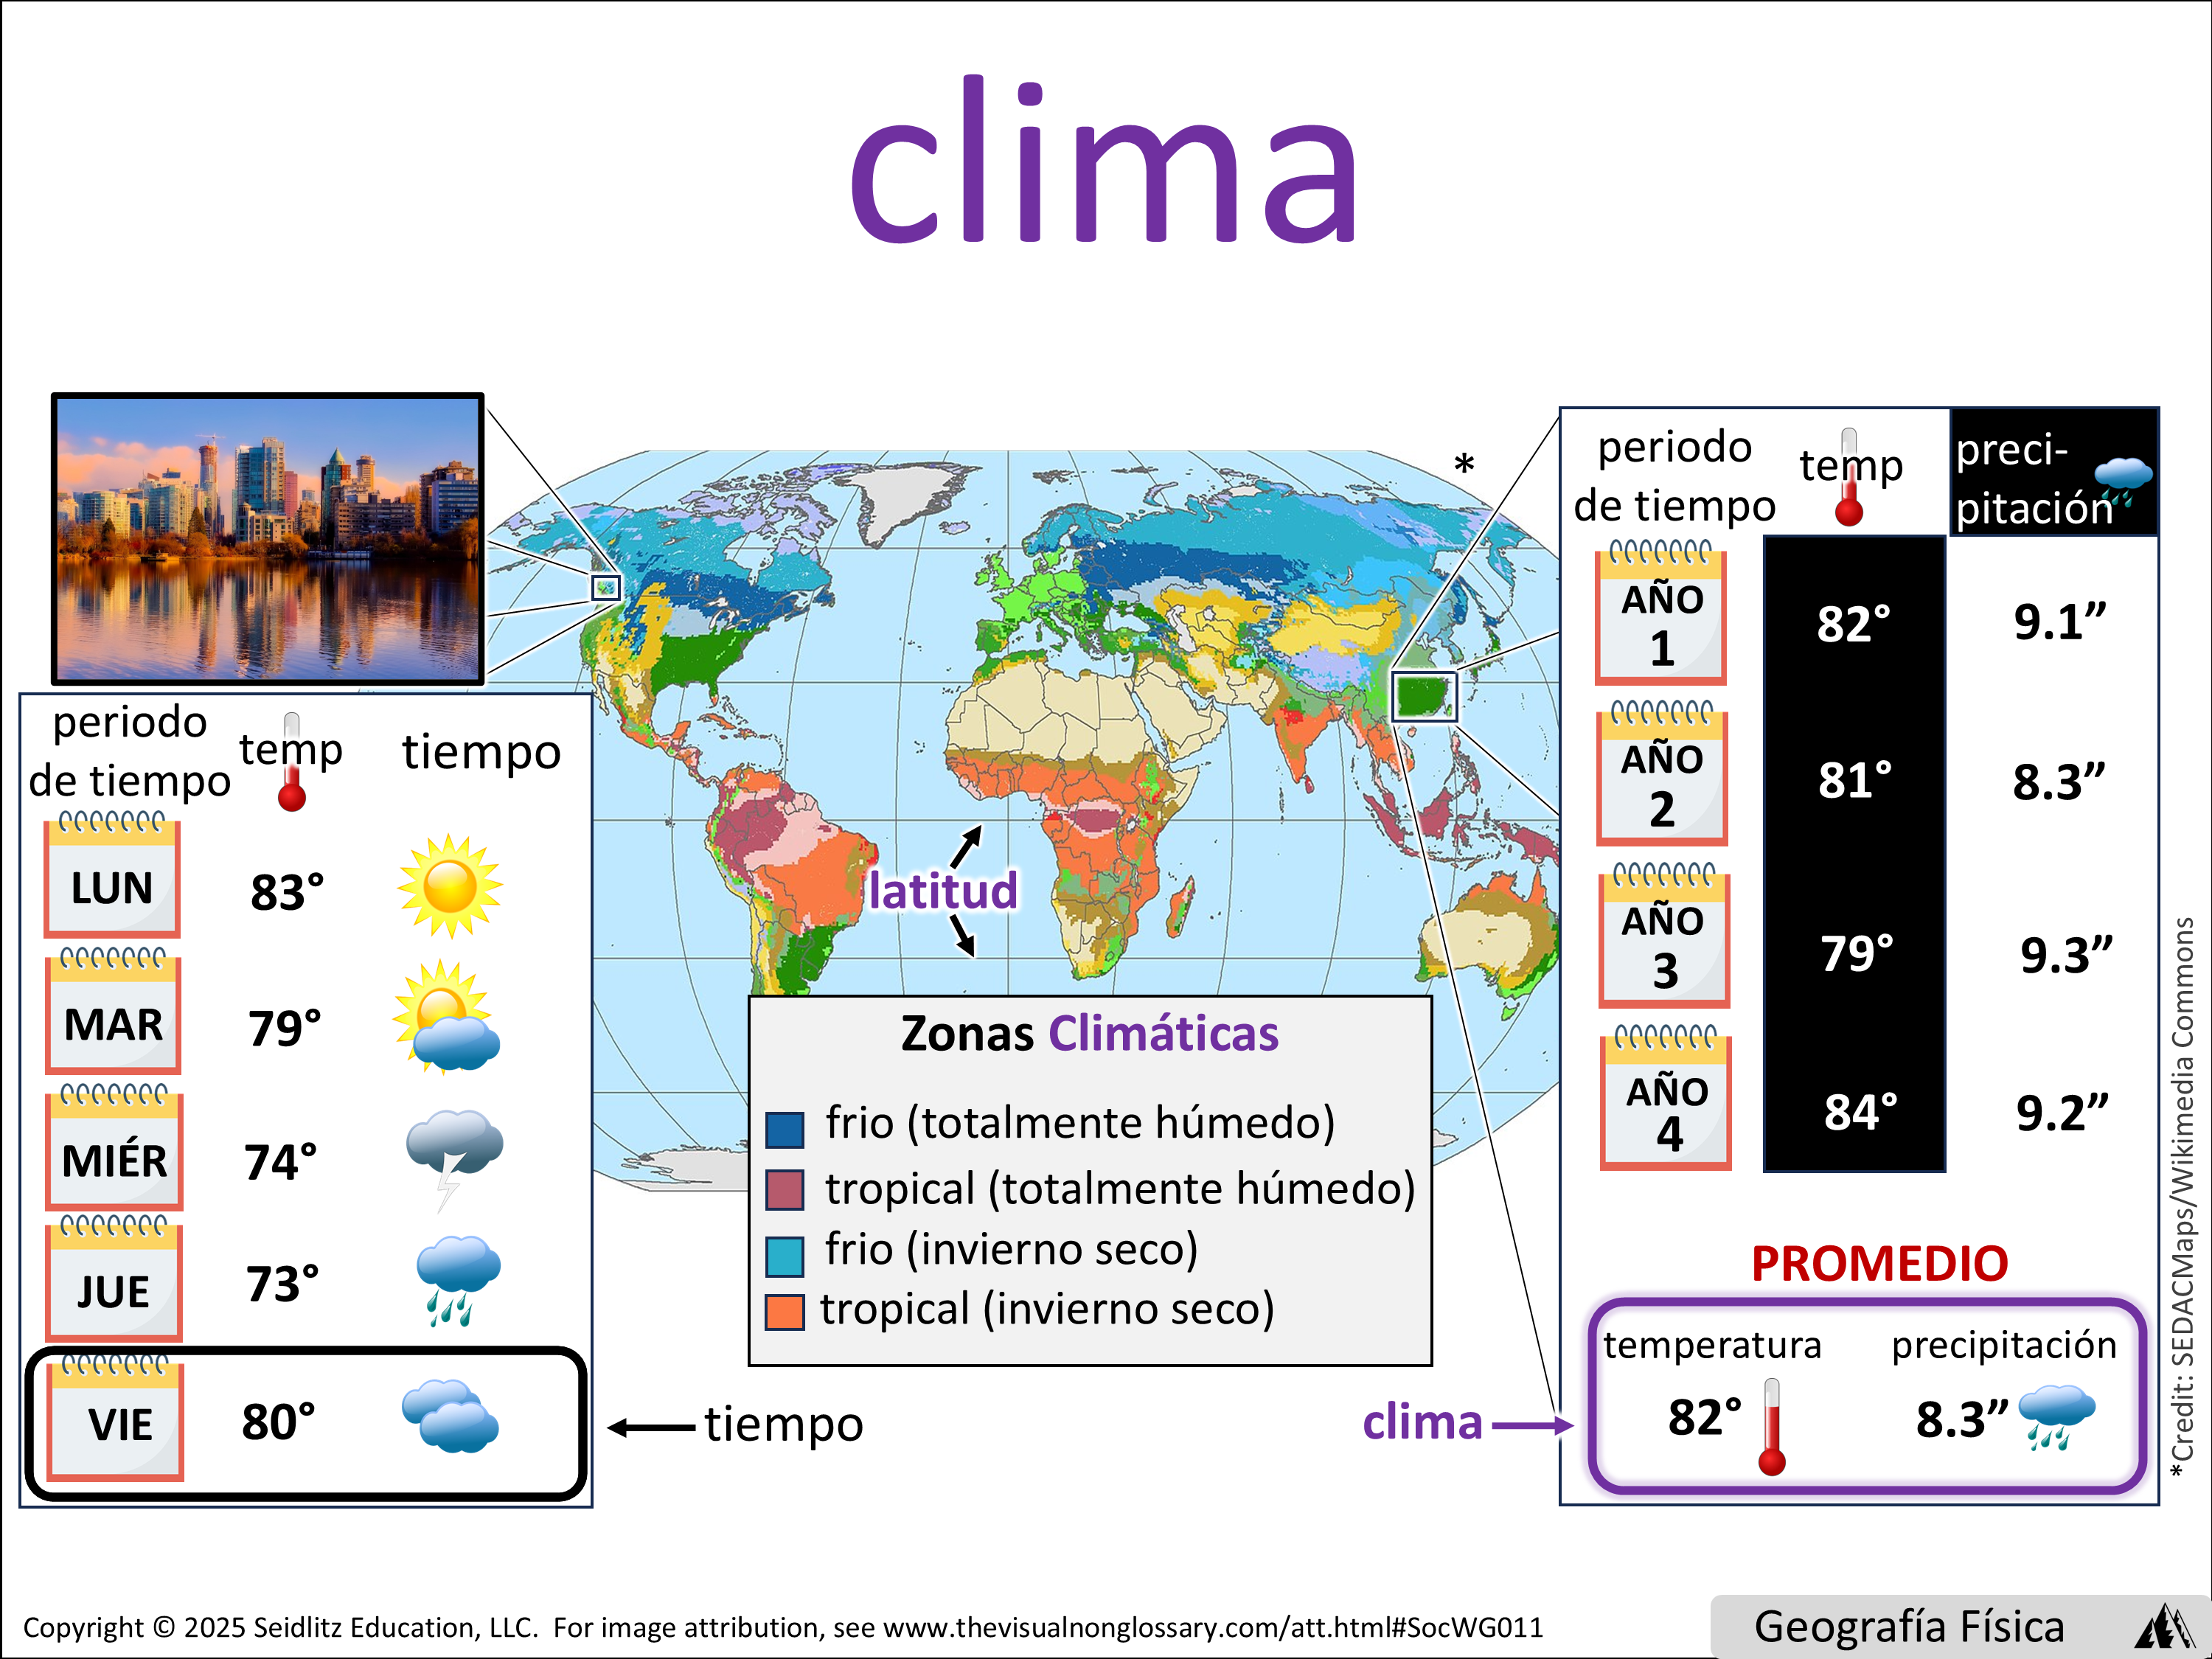 clima
*
periodo
de tiempo
temp
tiempo
LUN
83°
MAR
79°
MIÉR
74°
JUE
73°
VIE
80°
tiempo
latitud
Zonas Climáticas
frio (totalmente húmedo)
tropical (totalmente húmedo)
frio (invierno seco)
tropical (invierno seco)
periodo
de tiempo
temp
preci-
pitación
AÑO
1
82°
9.1”
AÑO
2
81°
8.3”
AÑO
3
79°
9.3”
AÑO
4
84°
9.2”
PROMEDIO
temperatura
precipitación
82°
8.3”
clima
*Credit: SEDACMaps/Wikimedia Commons
Copyright © 2025 Seidlitz Education, LLC. For image attribution, see www.thevisualnonglossary.com/att.html#SocWG011
Geografía Física